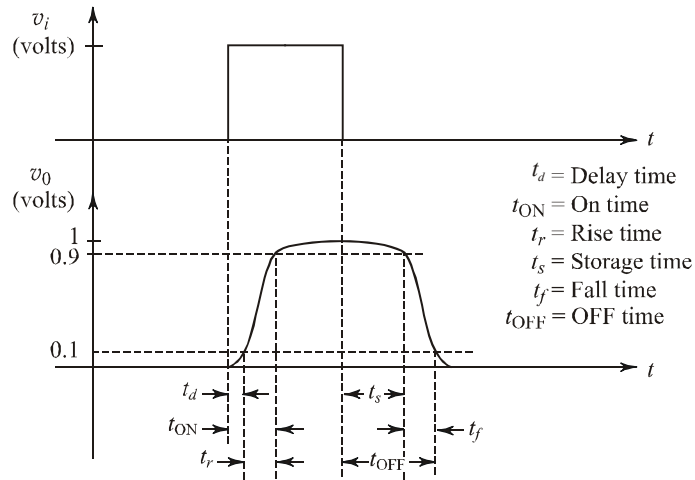 v_i
(volts)
t
v_0
(volts)
1
0.9
0.1
t
t_d = Delay time
t_ON = On time
t_r = Rise time
t_s = Storage time
t_f = Fall time
t_OFF = OFF time
t_d
t_s
t_ON
t_f
t_r
t_OFF